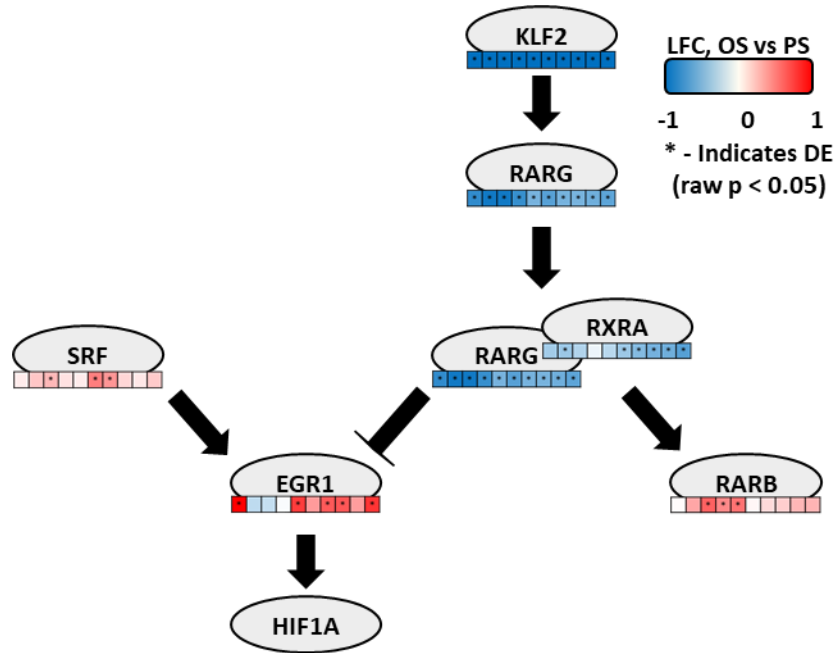 KLF2
LFC, OS vs PS
-1 0 1
* - Indicates DE
(raw p < 0.05)
RARG
RXRA
SRF
RARG
EGR1
RARB
HIF1A